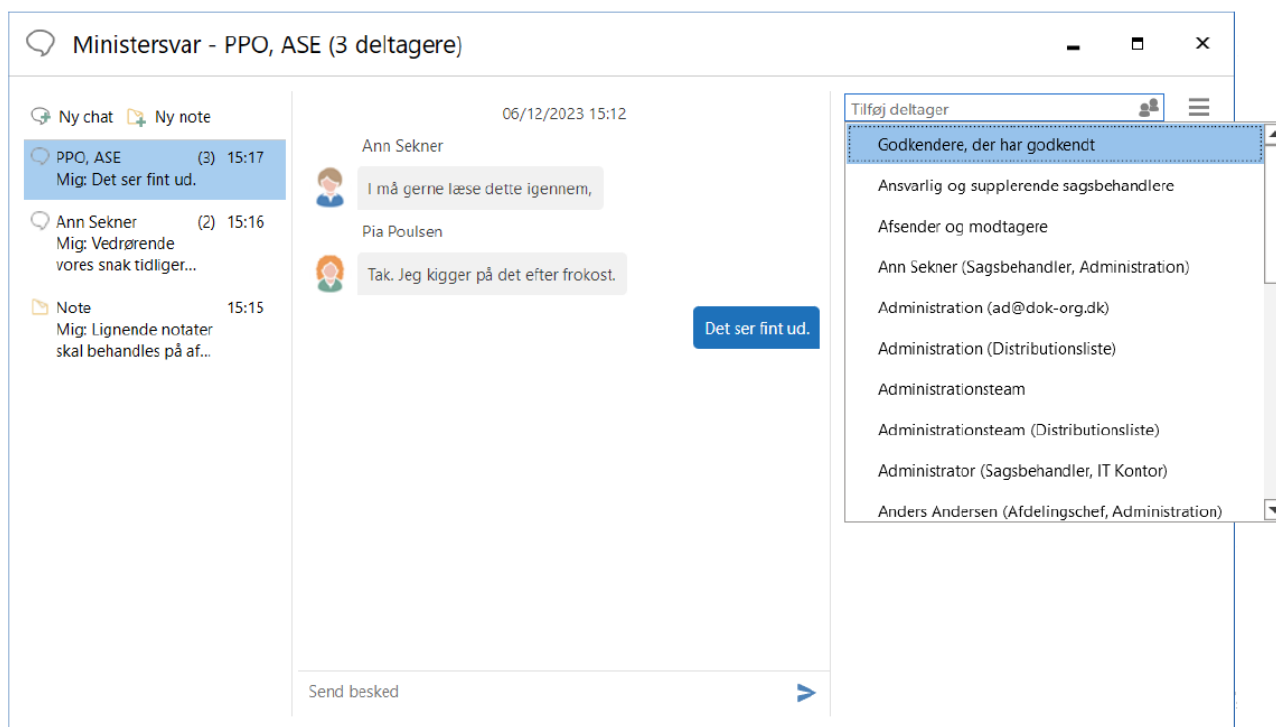 Ministersvar - PPO, ASE (3 deltagere)
Ny chat Ny note
PPO, ASE (3) 15:17
Mig: Det ser fint ud.
Ann Sekner (2) 15:16
Mig: Vedrørende
vores snak tidliger...
Note 15:15
Mig: Lignende notater
skal behandles på af...
06/12/2023 15:12
Ann Sekner
I må gerne læse dette igennem,
Pia Poulsen
Tak. Jeg kigger på det efter frokost.
Det ser fint ud.
Send besked
Tilføj deltager
Godkendere, der har godkendt
Ansvarlig og supplerende sagsbehandlere
Afsender og modtagere
Ann Sekner (Sagsbehandler, Administration)
Administration (ad@dok-org.dk)
Administration (Distributionsliste)
Administrationsteam
Administrationsteam (Distributionsliste)
Administrator (Sagsbehandler, IT Kontor)
Anders Andersen (Afdelingschef, Administration)